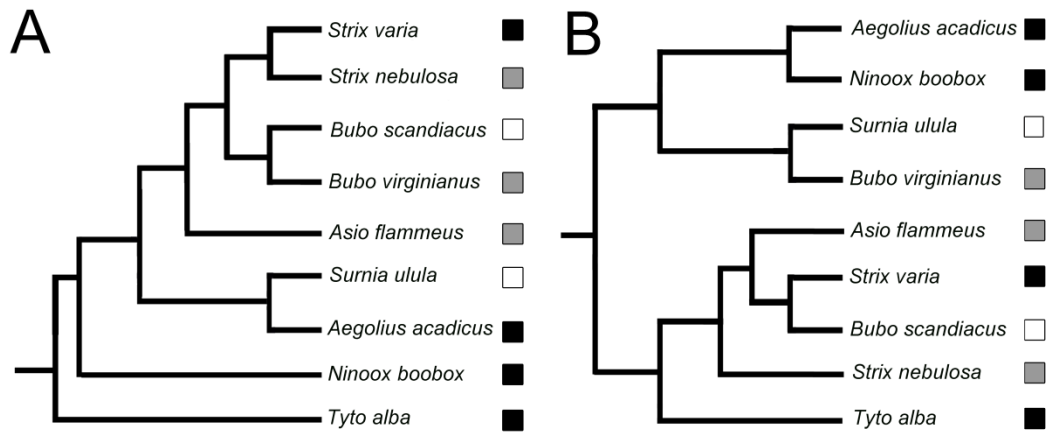 A
Strix varia
Strix nebulosa
Bubo scandiacus
Bubo virginianus
Asio flammeus
Surnia ulula
Aegolius acadicus
Ninoox boobox
Tyto alba
B
Aegolius acadicus
Ninoox boobox
Surnia ulula
Bubo virginianus
Asio flammeus
Strix varia
Bubo scandiacus
Strix nebulosa
Tyto alba